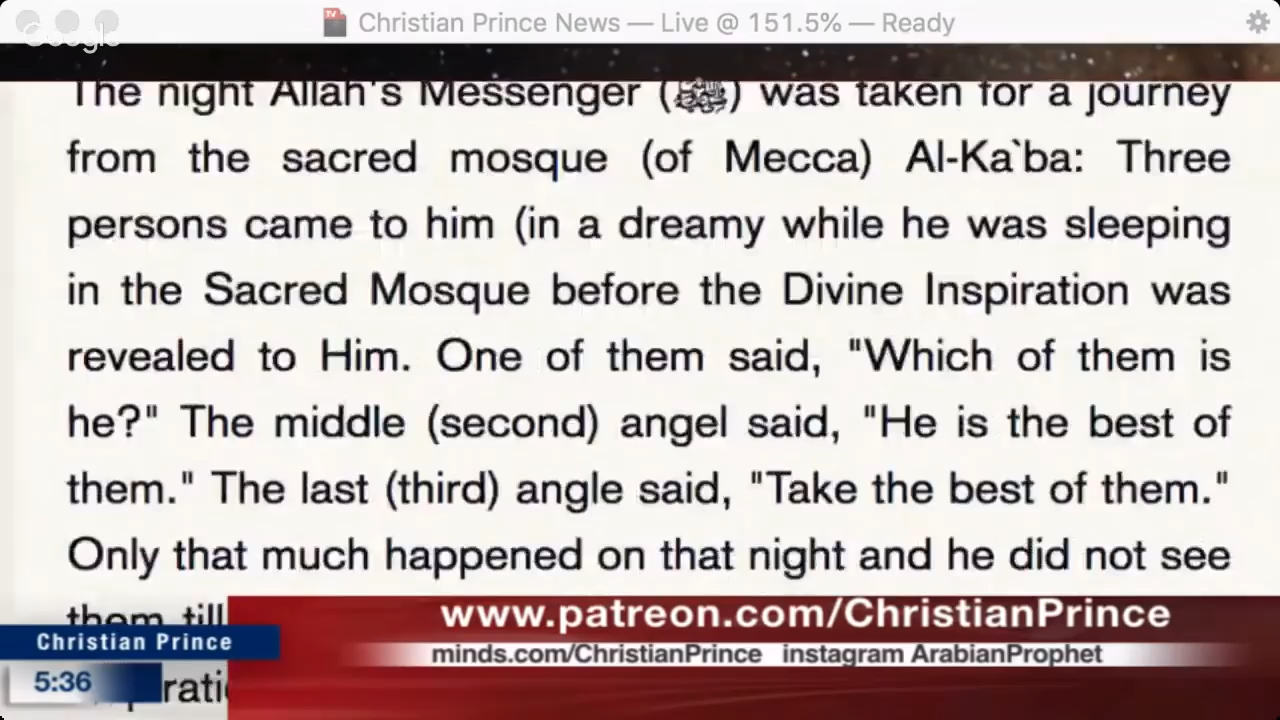 Christian Prince News — Live @ 151.5% — Ready
Google
The night Allah's Messenger (ﷺ) was taken for a journey
from the sacred mosque (of Mecca) Al-Ka`ba: Three
persons came to him (in a dreamy while he was sleeping
in the Sacred Mosque before the Divine Inspiration was
revealed to Him. One of them said, "Which of them is
he?" The middle (second) angel said, "He is the best of
them." The last (third) angle said, "Take the best of them."
Only that much happened on that night and he did not see
them till
www.patreon.com/ChristianPrince
Christian Prince
minds.com/ChristianPrince instagram ArabianProphet
5:36